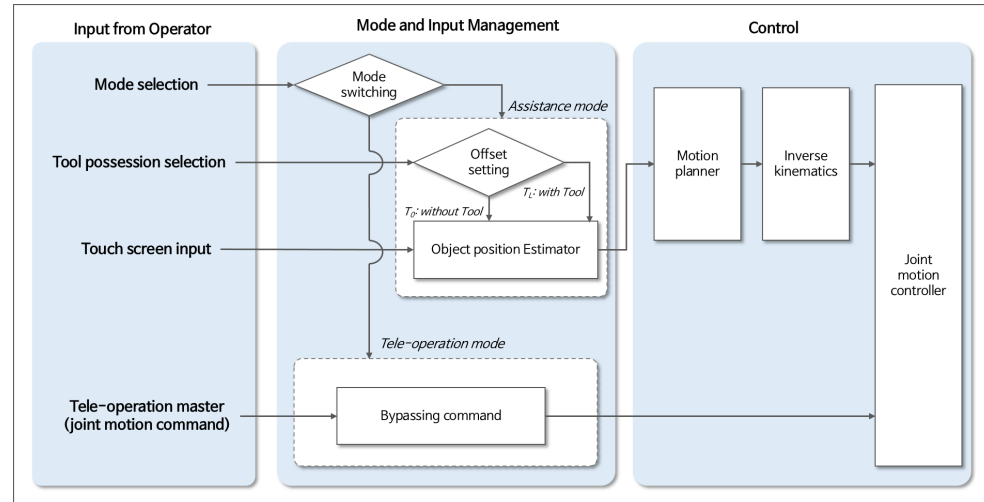 Input from Operator
Mode and Input Management
Control
Mode selection
Mode
switching
Assistance mode
Tool possession selection
Offset
setting
T₀: without Tool
T_L: with Tool
Touch screen input
Object position Estimator
Motion
planner
Inverse
kinematics
Joint
motion
controller
Tele-operation mode
Tele-operation master
(joint motion command)
Bypassing command